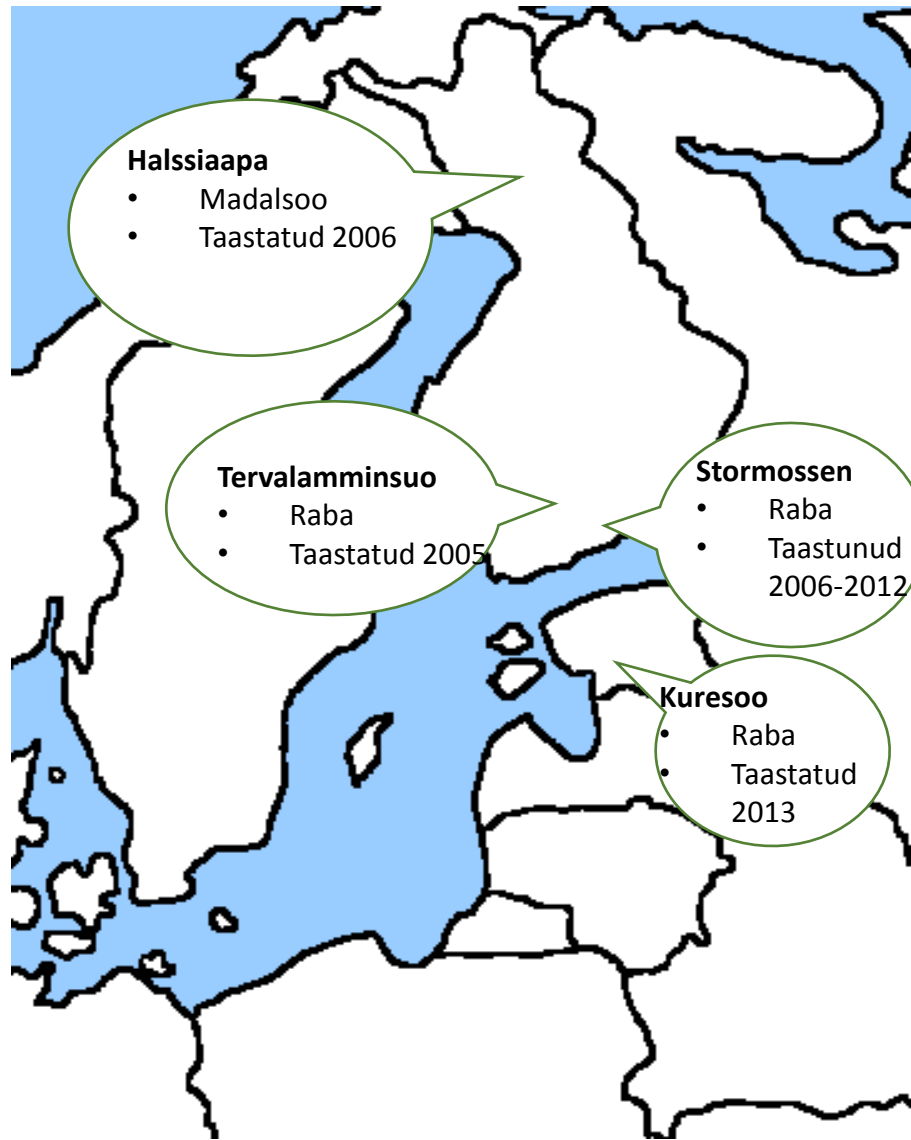 Halssiaapa
• Madalsoo
• Taastatud 2006
Tervalamminsuo
• Raba
• Taastatud 2005
Stormossen
• Raba
• Taastunud
2006-2012
Kuresoo
• Raba
• Taastatud
2013